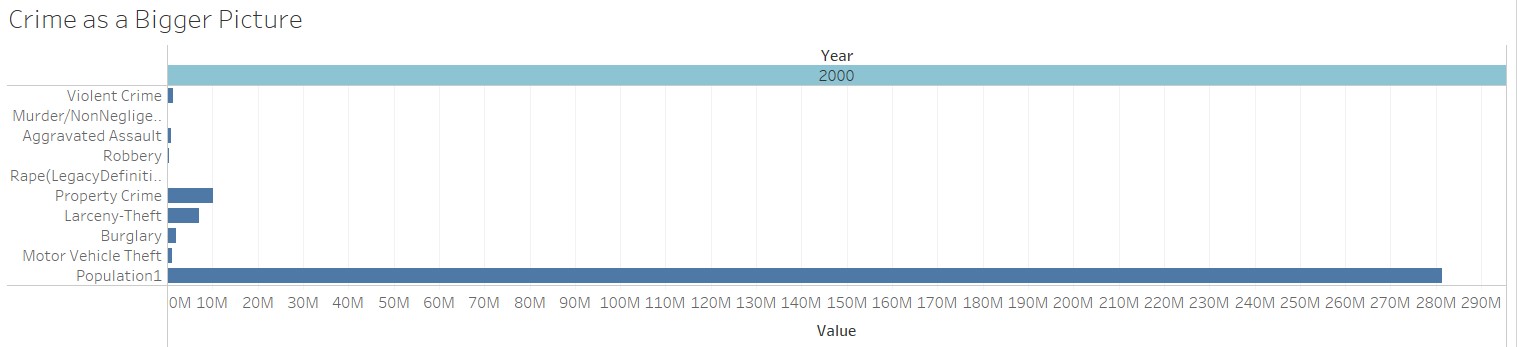 Crime as a Bigger Picture
Year
2000
Violent Crime
Murder/NonNeglige..
Aggravated Assault
Robbery
Rape(LegacyDefiniti..
Property Crime
Larceny-Theft
Burglary
Motor Vehicle Theft
Population1
0M 10M 20M 30M 40M 50M 60M 70M 80M 90M 100M 110M 120M 130M 140M 150M 160M 170M 180M 190M 200M 210M 220M 230M 240M 250M 260M 270M 280M 290M
Value